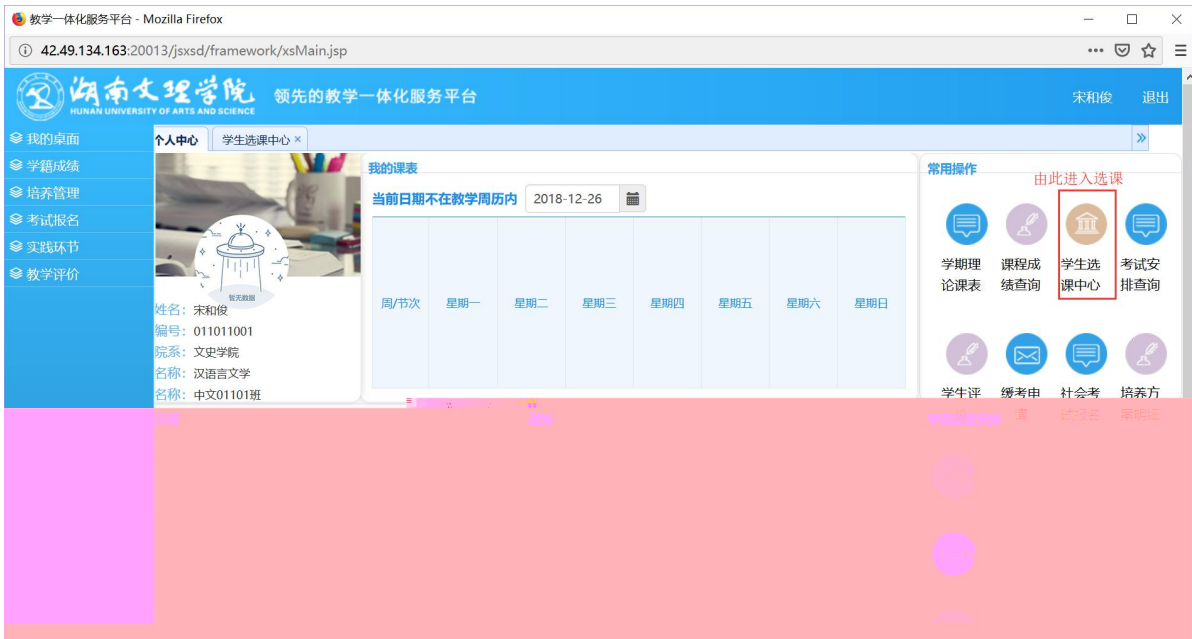 教学一体化服务平台 - Mozilla Firefox
42.49.134.163:20013/jsxsd/framework/xsMain.jsp
湖南文理学院
HUNAN UNIVERSITY OF ARTS AND SCIENCE
领先的教学一体化服务平台
宋和俊 退出
我的桌面
学籍成绩
培养管理
考试报名
实践环节
教学评价
个人中心 学生选课中心 ×
暂无数据
姓名：宋和俊
编号：011011001
院系：文史学院
名称：汉语言文学
名称：中文01101班
我的课表
当前日期不在教学周历内 2018-12-26
周/节次 星期一 星期二 星期三 星期四 星期五 星期六 星期日
常用操作
由此进入选课
学期理论课表
课程成绩查询
学生选课中心
考试安排查询
学生评
缓考申请
社会考试报名
培养方案明细